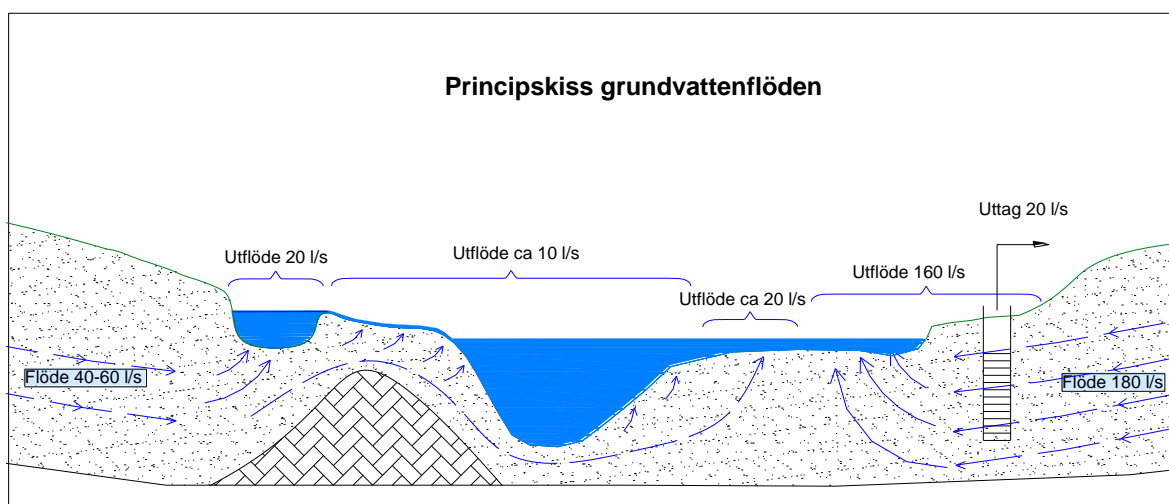 Principskiss grundvattenflöden
Uttag 20 l/s
Utflöde 20 l/s
Utflöde ca 10 l/s
Utflöde 160 l/s
Utflöde ca 20 l/s
Flöde 40-60 l/s
Flöde 180 l/s